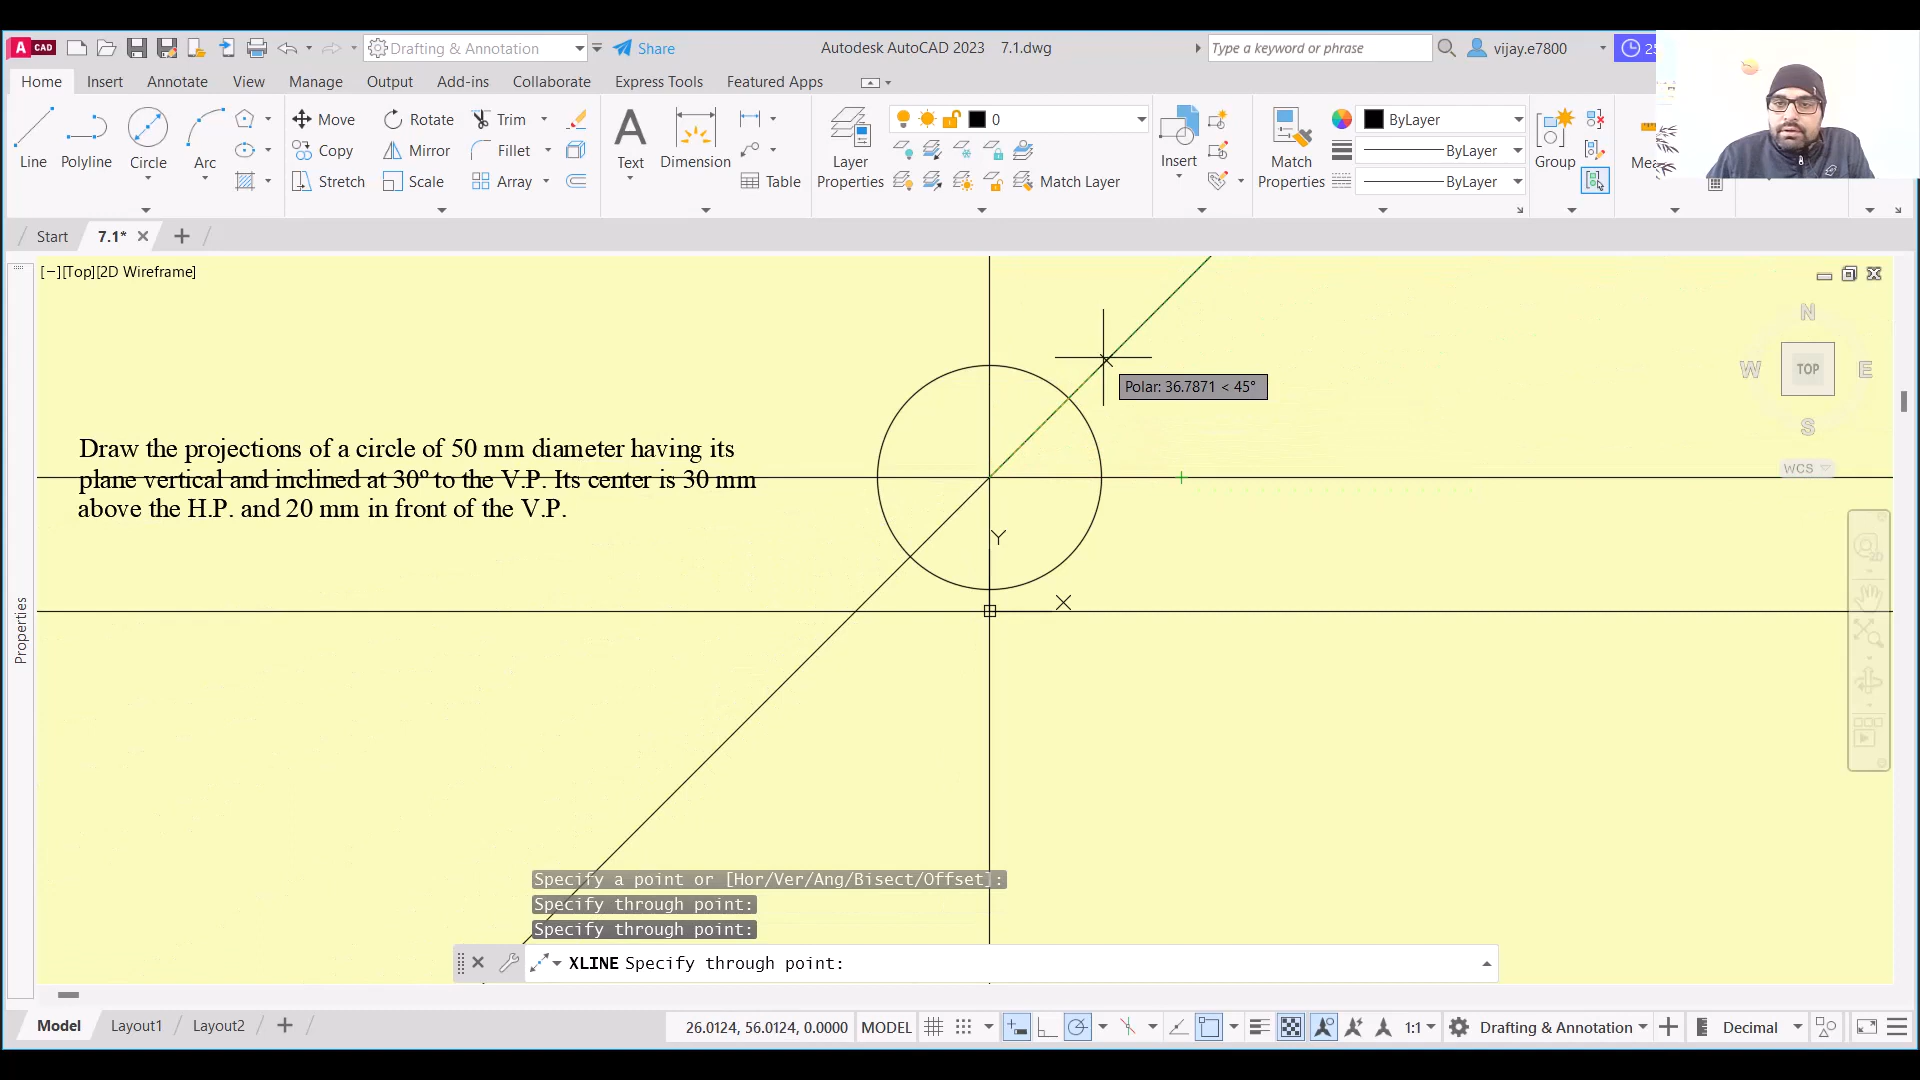 A CAD
Drafting & Annotation
Share
Autodesk AutoCAD 2023 7.1.dwg
Type a keyword or phrase
vijay.e7800
Home Insert Annotate View Manage Output Add-ins Collaborate Express Tools Featured Apps
Line Polyline Circle Arc
Move Rotate Trim
Copy Mirror Fillet
Stretch Scale Array
Text Dimension Table
Layer Properties
0
Match Layer
Insert
Match Properties
ByLayer
ByLayer
ByLayer
Group
Start 7.1*
[−][Top][2D Wireframe]
N
W TOP E
S
WCS
Polar: 36.7871 < 45°
Draw the projections of a circle of 50 mm diameter having its
plane vertical and inclined at 30º to the V.P. Its center is 30 mm
above the H.P. and 20 mm in front of the V.P.
Y
X
Properties
Specify a point or [Hor/Ver/Ang/Bisect/Offset]:
Specify through point:
Specify through point:
XLINE Specify through point:
Model Layout1 Layout2
26.0124, 56.0124, 0.0000 MODEL
1:1
Drafting & Annotation
Decimal